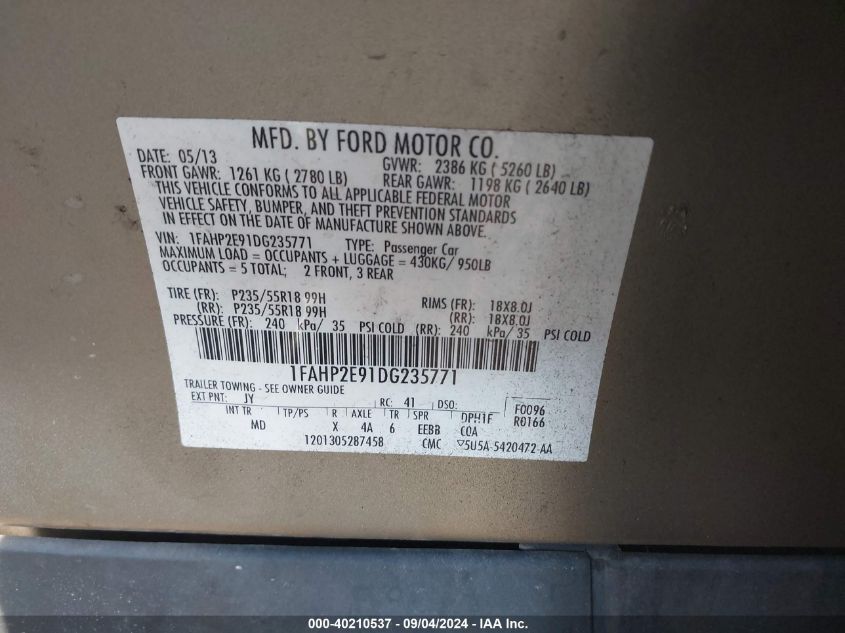 MFD. BY FORD MOTOR CO.
DATE: 05/13 GVWR: 2386 KG ( 5260 LB)
FRONT GAWR: 1261 KG ( 2780 LB) REAR GAWR: 1198 KG ( 2640 LB)
THIS VEHICLE CONFORMS TO ALL APPLICABLE FEDERAL MOTOR
VEHICLE SAFETY, BUMPER, AND THEFT PREVENTION STANDARDS
IN EFFECT ON THE DATE OF MANUFACTURE SHOWN ABOVE.
VIN: 1FAHP2E91DG235771 TYPE: Passenger Car
MAXIMUM LOAD = OCCUPANTS + LUGGAGE = 430KG/ 950LB
OCCUPANTS = 5 TOTAL; 2 FRONT, 3 REAR
TIRE (FR): P235/55R18 99H RIMS (FR): 18X8.0J
(RR): P235/55R18 99H (RR): 18X8.0J
PRESSURE (FR): 240 kPa/ 35 PSI COLD (RR): 240 kPa/ 35 PSI COLD
1FAHP2E91DG235771
TRAILER TOWING - SEE OWNER GUIDE
EXT PNT: JY RC: 41 DSO: F0096
INT TR TP/PS R AXLE TR SPR R0166
MD X 4A 6 EEBB
1201305287458 CMC ▽5U5A-5420472-AA
000-40210537 - 09/04/2024 - IAA Inc.